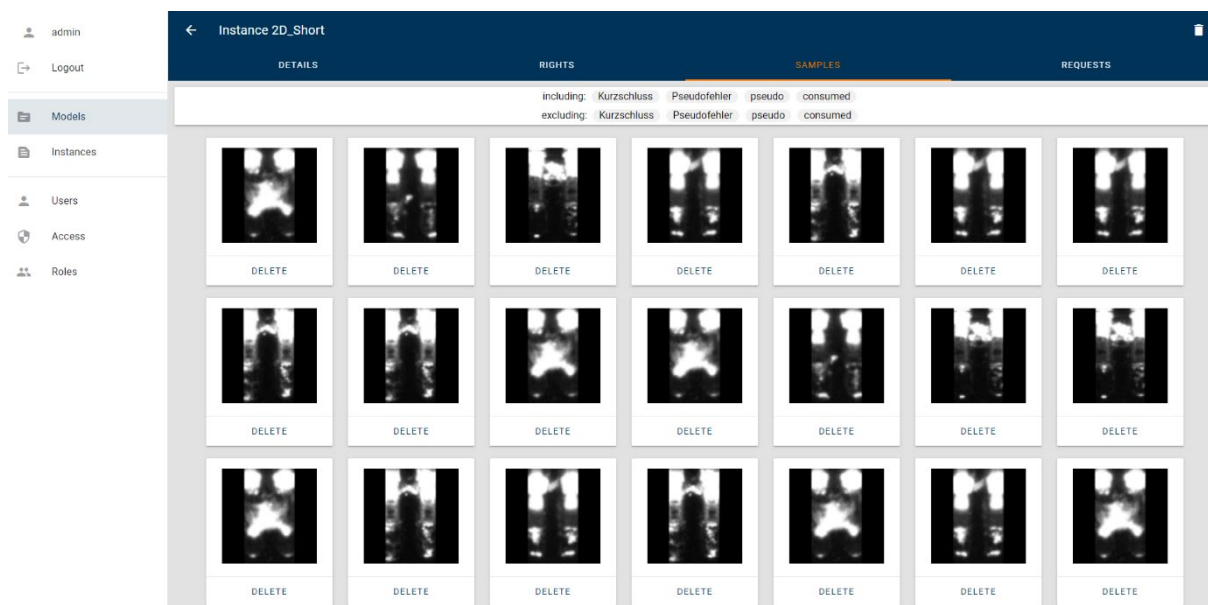 admin
Logout
Models
Instances
Users
Access
Roles
Instance 2D_Short
DETAILS RIGHTS SAMPLES REQUESTS
including: Kurzschluss Pseudofehler pseudo consumed
excluding: Kurzschluss Pseudofehler pseudo consumed
DELETE DELETE DELETE DELETE DELETE DELETE DELETE
DELETE DELETE DELETE DELETE DELETE DELETE DELETE
DELETE DELETE DELETE DELETE DELETE DELETE DELETE